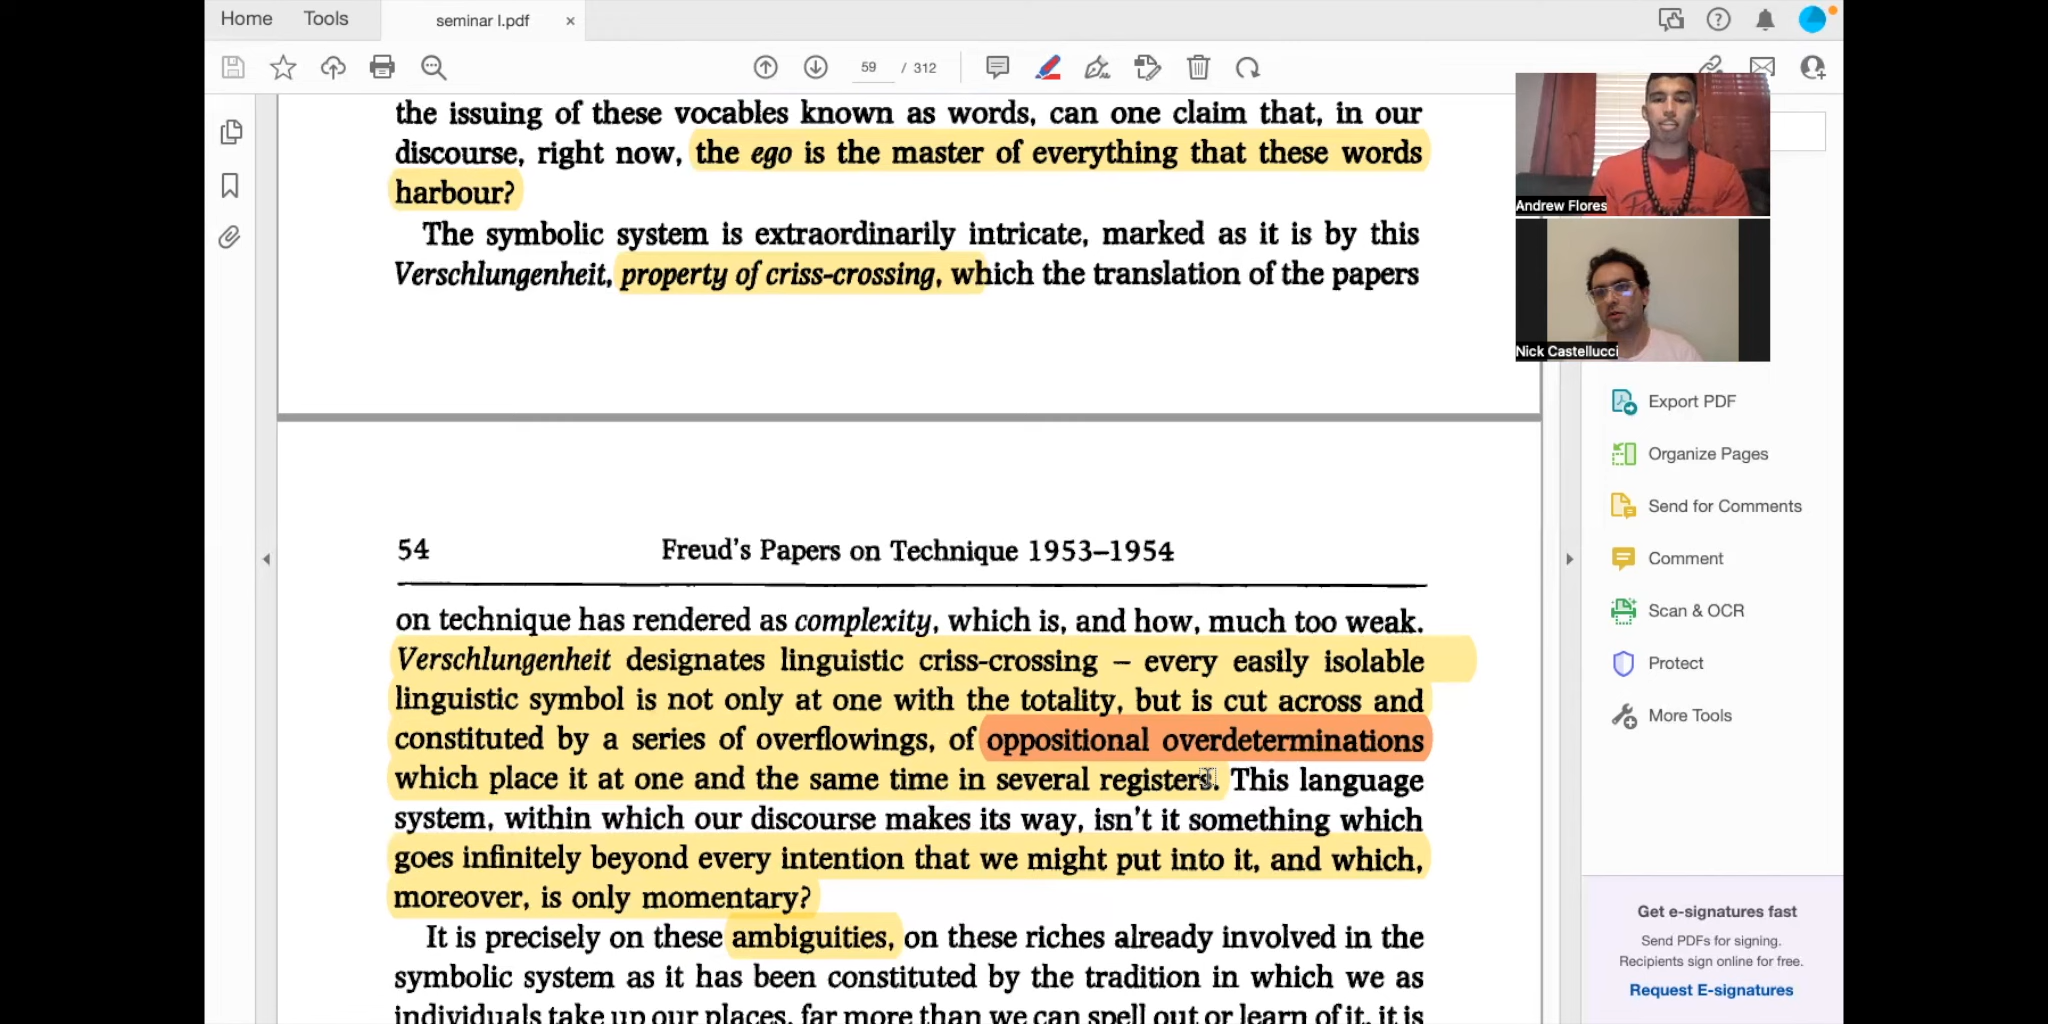 Home Tools seminar I.pdf ×
59 / 312
the issuing of these vocables known as words, can one claim that, in our
discourse, right now, the ego is the master of everything that these words
harbour?
The symbolic system is extraordinarily intricate, marked as it is by this
Verschlungenheit, property of criss-crossing, which the translation of the papers
54 Freud's Papers on Technique 1953–1954
on technique has rendered as complexity, which is, and how, much too weak.
Verschlungenheit designates linguistic criss-crossing – every easily isolable
linguistic symbol is not only at one with the totality, but is cut across and
constituted by a series of overflowings, of oppositional overdeterminations
which place it at one and the same time in several registers. This language
system, within which our discourse makes its way, isn't it something which
goes infinitely beyond every intention that we might put into it, and which,
moreover, is only momentary?
It is precisely on these ambiguities, on these riches already involved in the
symbolic system as it has been constituted by the tradition in which we as
individuals take up our places, far more than we can spell out or learn of it, it is
Andrew Flores
Nick Castellucci
Export PDF
Organize Pages
Send for Comments
Comment
Scan & OCR
Protect
More Tools
Get e-signatures fast
Send PDFs for signing.
Recipients sign online for free.
Request E-signatures